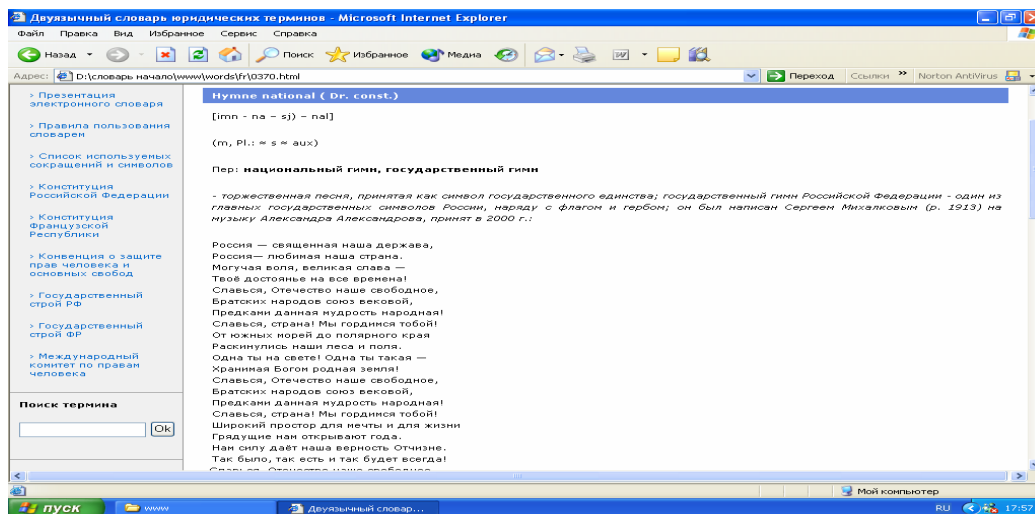 Двуязычный словарь юридических терминов - Microsoft Internet Explorer
Файл Правка Вид Избранное Сервис Справка
Назад Поиск Избранное Медиа
Адрес: D:\словарь начало\www\words\fr\0370.html Переход Ссылки » Norton AntiVirus
> Презентация
электронного словаря
> Правила пользования
словарем
> Список используемых
сокращений и символов
> Конституция
Российской Федерации
> Конституция
Французской
Республики
> Конвенция о защите
прав человека и
основных свобод
> Государственный
строй РФ
> Государственный
строй ФР
> Международный
комитет по правам
человека
Поиск термина
Ok
Hymne national ( Dr. const.)
[imn - na – sj) – nal]
(m, Pl.: ≈ s ≈ aux)
Пер: национальный гимн, государственный гимн
- торжественная песня, принятая как символ государственного единства; государственный гимн Российской Федерации - один из
главных государственных символов России, наряду с флагом и гербом; он был написан Сергеем Михалковым (р. 1913) на
музыку Александра Александрова, принят в 2000 г.:
Россия — священная наша держава,
Россия— любимая наша страна.
Могучая воля, великая слава —
Твоё достоянье на все времена!
Славься, Отечество наше свободное,
Братских народов союз вековой,
Предками данная мудрость народная!
Славься, страна! Мы гордимся тобой!
От южных морей до полярного края
Раскинулись наши леса и поля.
Одна ты на свете! Одна ты такая —
Хранимая Богом родная земля!
Славься, Отечество наше свободное,
Братских народов союз вековой,
Предками данная мудрость народная!
Славься, страна! Мы гордимся тобой!
Широкий простор для мечты и для жизни
Грядущие нам открывают года.
Нам силу даёт наша верность Отчизне.
Так было, так есть и так будет всегда!
Славься, Отечество наше свободное
Мой компьютер
пуск www Двуязычный словар... RU 17:57